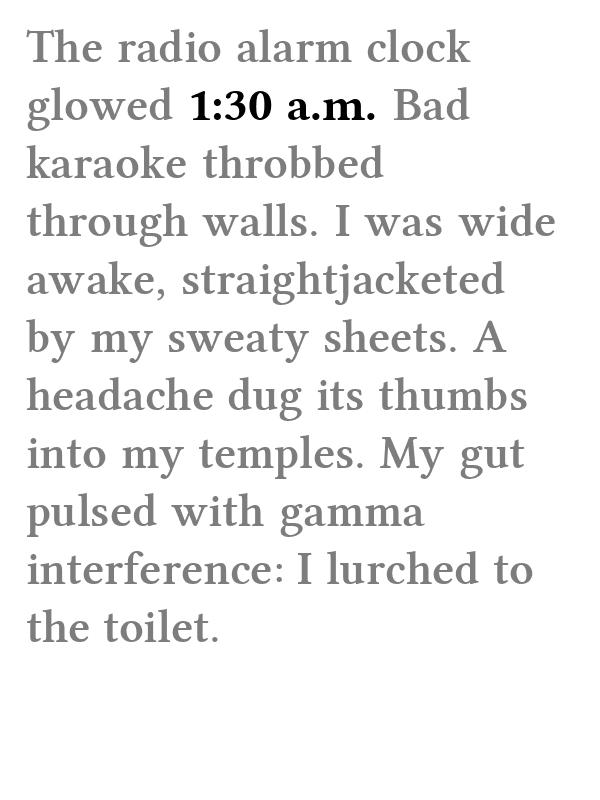 The radio alarm clock
glowed 1:30 a.m. Bad
karaoke throbbed
through walls. I was wide
awake, straightjacketed
by my sweaty sheets. A
headache dug its thumbs
into my temples. My gut
pulsed with gamma
interference: I lurched to
the toilet.